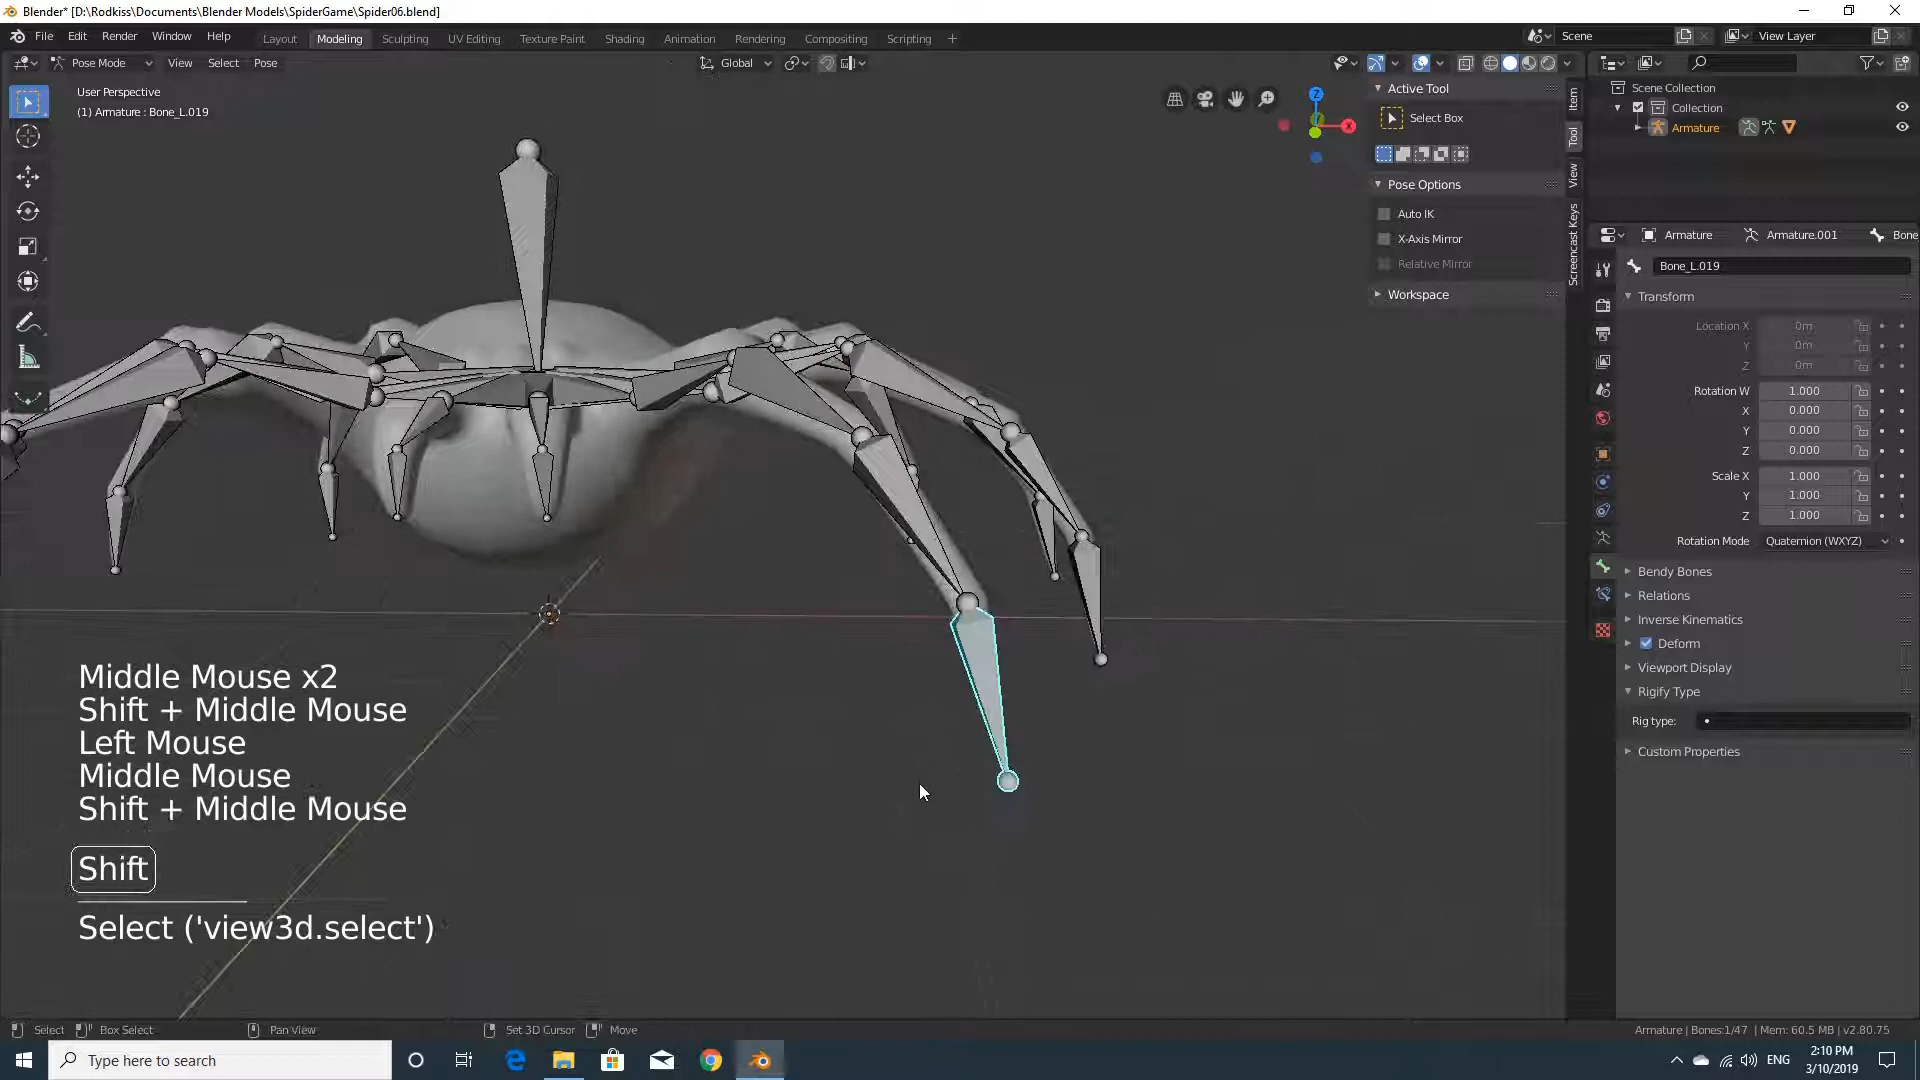 Blender* [D:\Rodkiss\Documents\Blender Models\SpiderGame\Spider06.blend]
File Edit Render Window Help
Layout Modeling Sculpting UV Editing Texture Paint Shading Animation Rendering Compositing Scripting
Scene
View Layer
Pose Mode View Select Pose
Global
User Perspective
(1) Armature : Bone_L.019
Z
X
Active Tool
Select Box
Pose Options
Auto IK
X-Axis Mirror
Relative Mirror
Workspace
Item
Tool
View
Screencast Keys
Scene Collection
Collection
Armature
Armature Armature.001 Bone
Bone_L.019
Transform
Location X 0m
Y 0m
Z 0m
Rotation W 1.000
X 0.000
Y 0.000
Z 0.000
Scale X 1.000
Y 1.000
Z 1.000
Rotation Mode Quaternion (WXYZ)
Bendy Bones
Relations
Inverse Kinematics
Deform
Viewport Display
Rigify Type
Rig type:
Custom Properties
Middle Mouse x2
Shift + Middle Mouse
Left Mouse
Middle Mouse
Shift + Middle Mouse
Shift
Select ('view3d.select')
Select Box Select Pan View Set 3D Cursor Move
Armature | Bones:1/47 | Mem: 60.5 MB | v2.80.75
Type here to search
ENG
2:10 PM
3/10/2019